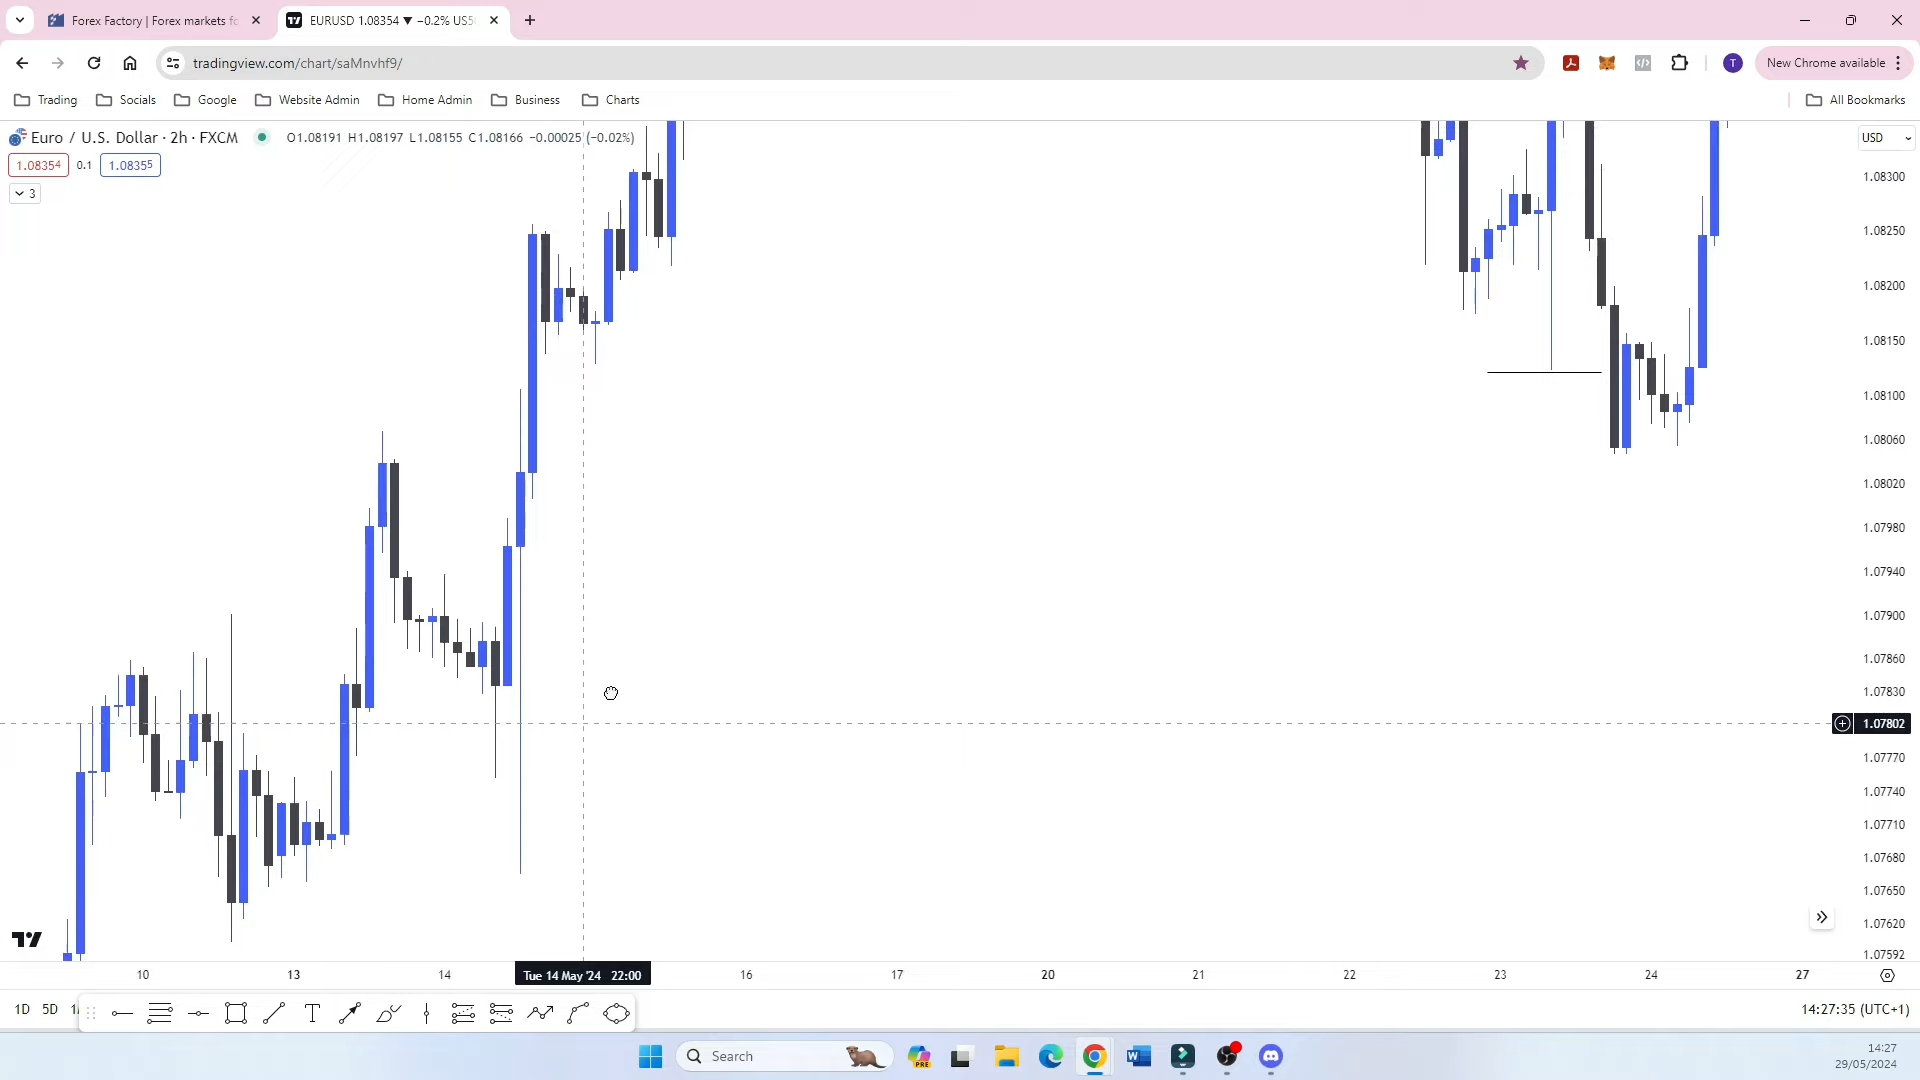 Forex Factory | Forex markets fo
EURUSD 1.08354 ▼ −0.2% US5
tradingview.com/chart/saMnvhf9/
T
New Chrome available
Trading
Socials
Google
Website Admin
Home Admin
Business
Charts
All Bookmarks
Euro / U.S. Dollar · 2h · FXCM
O1.08191 H1.08197 L1.08155 C1.08166 −0.00025 (−0.02%)
USD
1.08354 0.1 1.08355
3
1.08300
1.08250
1.08200
1.08150
1.08100
1.08060
1.08020
1.07980
1.07940
1.07900
1.07860
1.07830
1.07802
1.07770
1.07740
1.07710
1.07680
1.07650
1.07620
1.07592
10 13 14 Tue 14 May '24 22:00 16 17 20 21 22 23 24 27
1D 5D
14:27:35 (UTC+1)
Search
PRE
14:27
29/05/2024